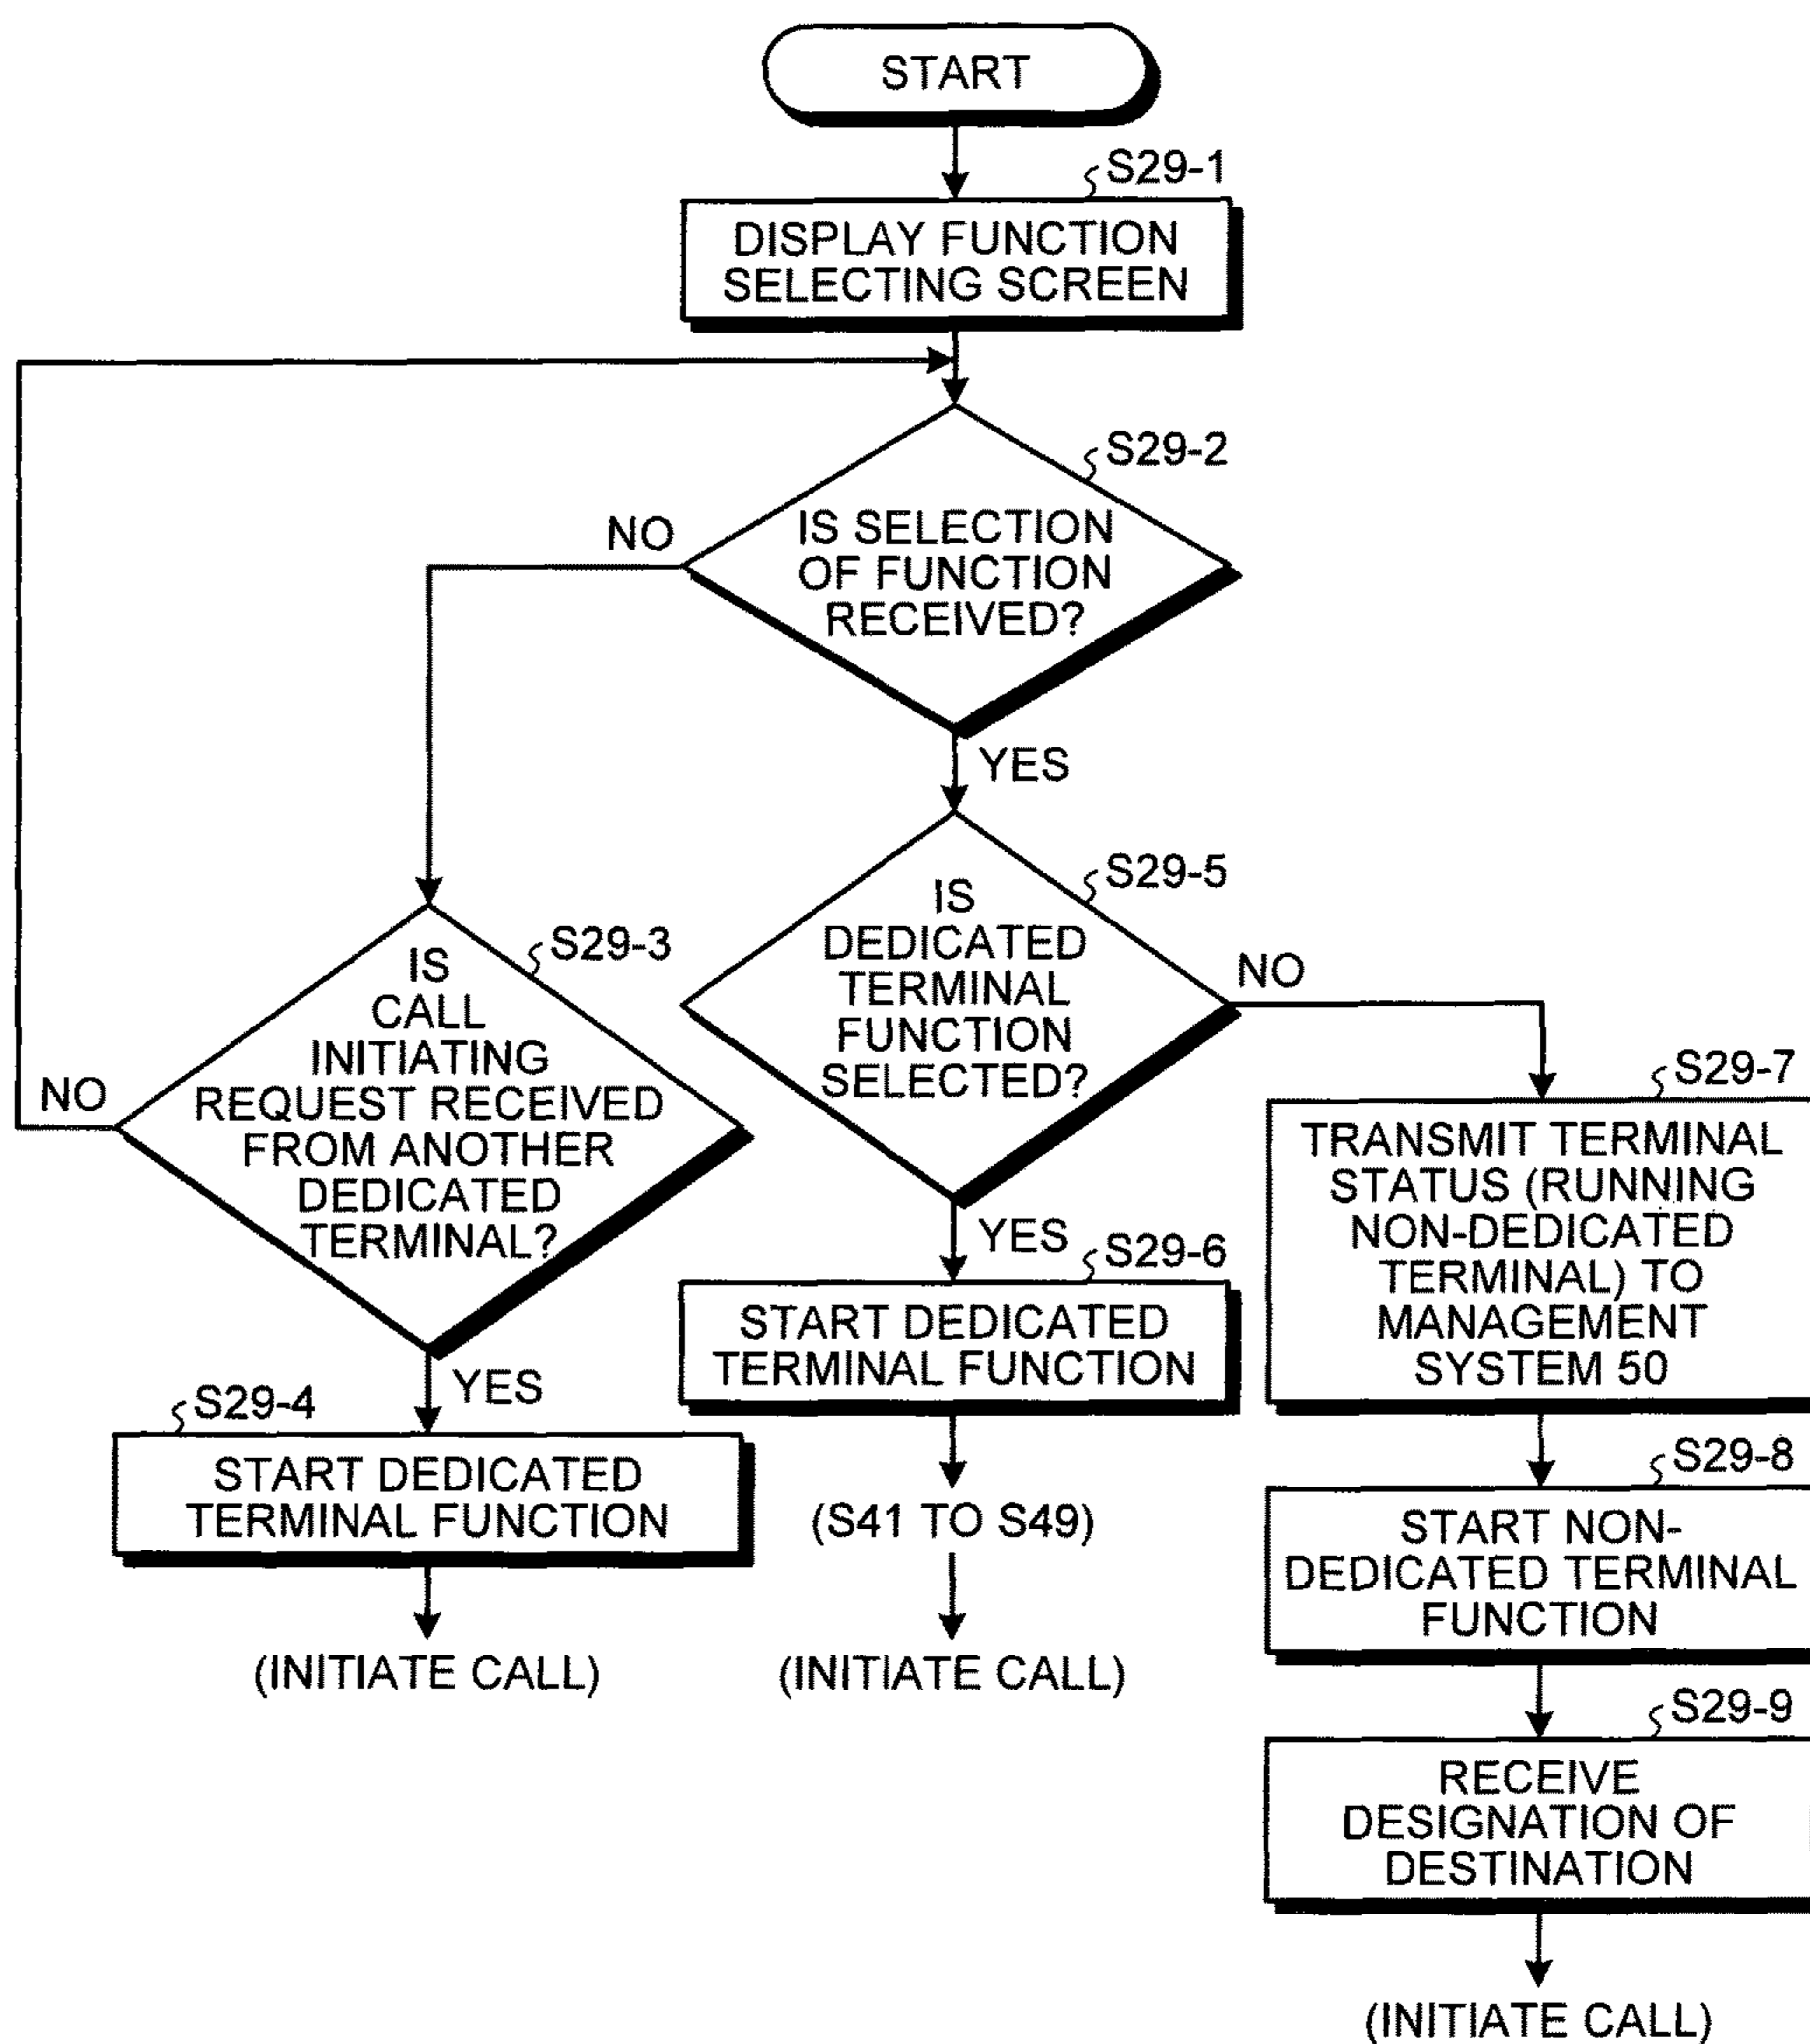 START
S29-1
DISPLAY FUNCTION
SELECTING SCREEN
S29-2
NO
IS SELECTION
OF FUNCTION
RECEIVED?
YES
S29-3
IS
CALL
INITIATING
REQUEST RECEIVED
FROM ANOTHER
DEDICATED
TERMINAL?
NO
YES
S29-4
START DEDICATED
TERMINAL FUNCTION
(INITIATE CALL)
S29-5
IS
DEDICATED
TERMINAL
FUNCTION
SELECTED?
NO
YES
S29-6
START DEDICATED
TERMINAL FUNCTION
(S41 TO S49)
(INITIATE CALL)
S29-7
TRANSMIT TERMINAL
STATUS (RUNNING
NON-DEDICATED
TERMINAL) TO
MANAGEMENT
SYSTEM 50
S29-8
START NON-
DEDICATED TERMINAL
FUNCTION
S29-9
RECEIVE
DESIGNATION OF
DESTINATION
(INITIATE CALL)